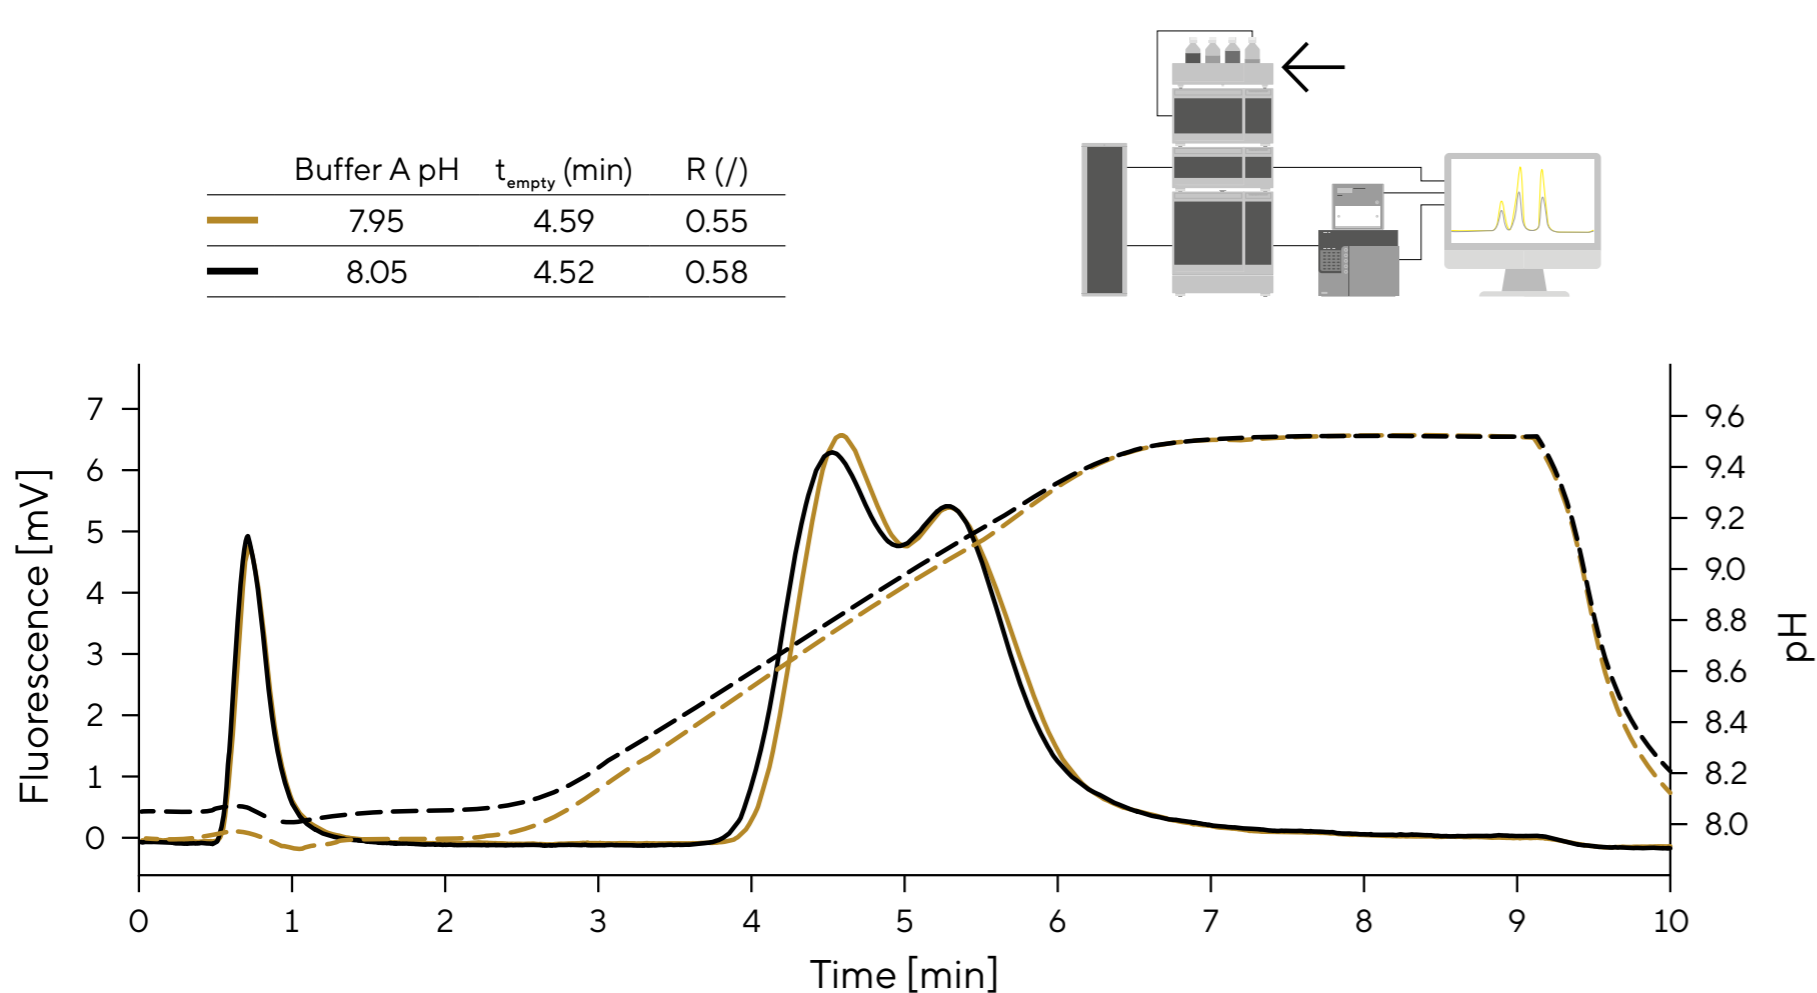 Buffer A pH t_empty (min) R (/)
7.95 4.59 0.55
8.05 4.52 0.58
Fluorescence [mV]
7
6
5
4
3
2
1
0
9.6
9.4
9.2
9.0
8.8
8.6
8.4
8.2
8.0
pH
0 1 2 3 4 5 6 7 8 9 10
Time [min]